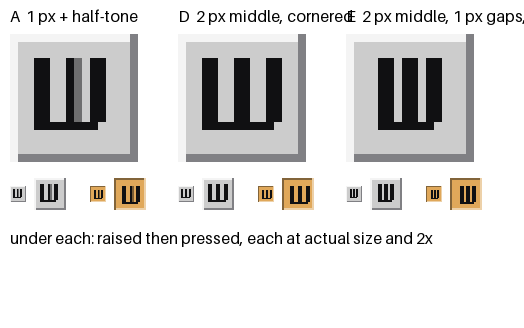 A 1 px + half-tone
D 2 px middle, cornered
E 2 px middle, 1 px gaps,
under each: raised then pressed, each at actual size and 2x